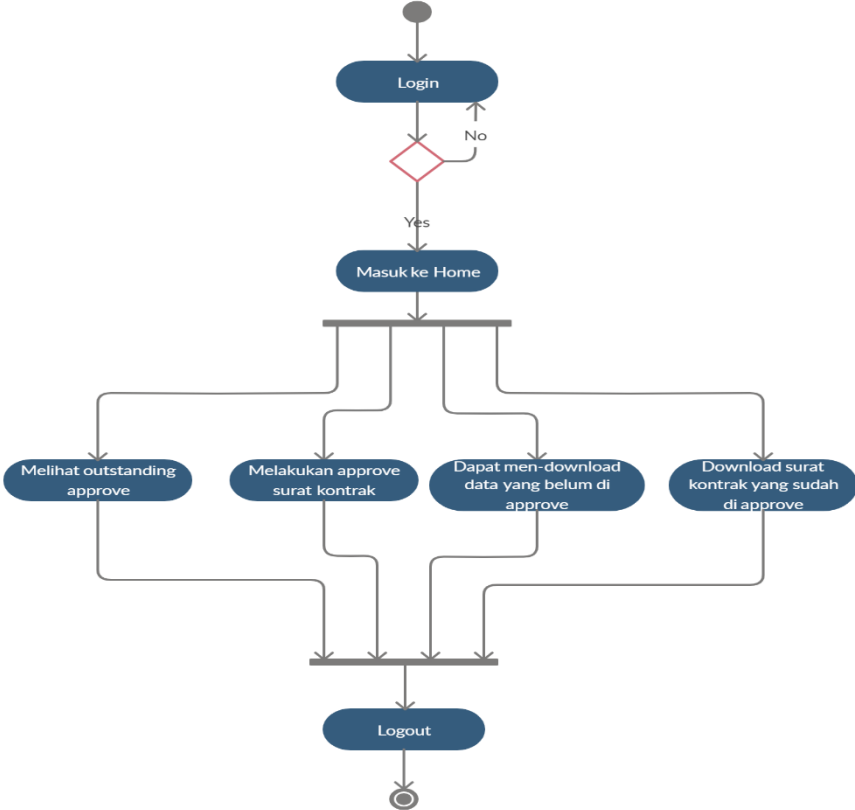 Login
No
Yes
Masuk ke Home
Melihat outstanding
approve
Melakukan approve
surat kontrak
Dapat men-download
data yang belum di
approve
Download surat
kontrak yang sudah
di approve
Logout